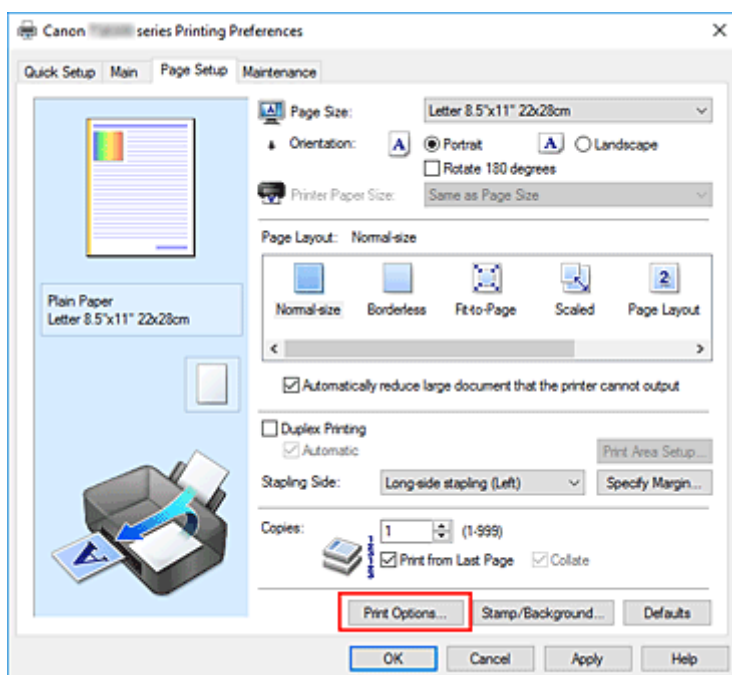 Canon series Printing Preferences
Quick Setup Main Page Setup Maintenance
Page Size: Letter 8.5"x11" 22x28cm
Orientation: A Portrait A Landscape
Rotate 180 degrees
Printer Paper Size: Same as Page Size
Page Layout: Normal-size
2
Normal-size Borderless Fit-to-Page Scaled Page Layout
Plain Paper
Letter 8.5"x11" 22x28cm
Automatically reduce large document that the printer cannot output
Duplex Printing
Automatic Print Area Setup...
Stapling Side: Long-side stapling (Left) Specify Margin...
Copies: 1 (1-999)
Print from Last Page Collate
A
Print Options... Stamp/Background... Defaults
OK Cancel Apply Help